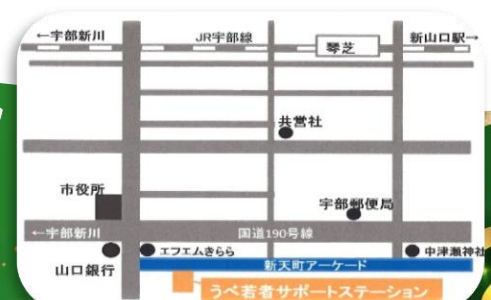 ←宇部新川
JR宇部線
琴芝
新山口駅→
共営社
市役所
宇部郵便局
←宇部新川
国道190号線
山口銀行
エフエムきらら
中津瀬神社
新天町アーケード
うべ若者サポートステーション